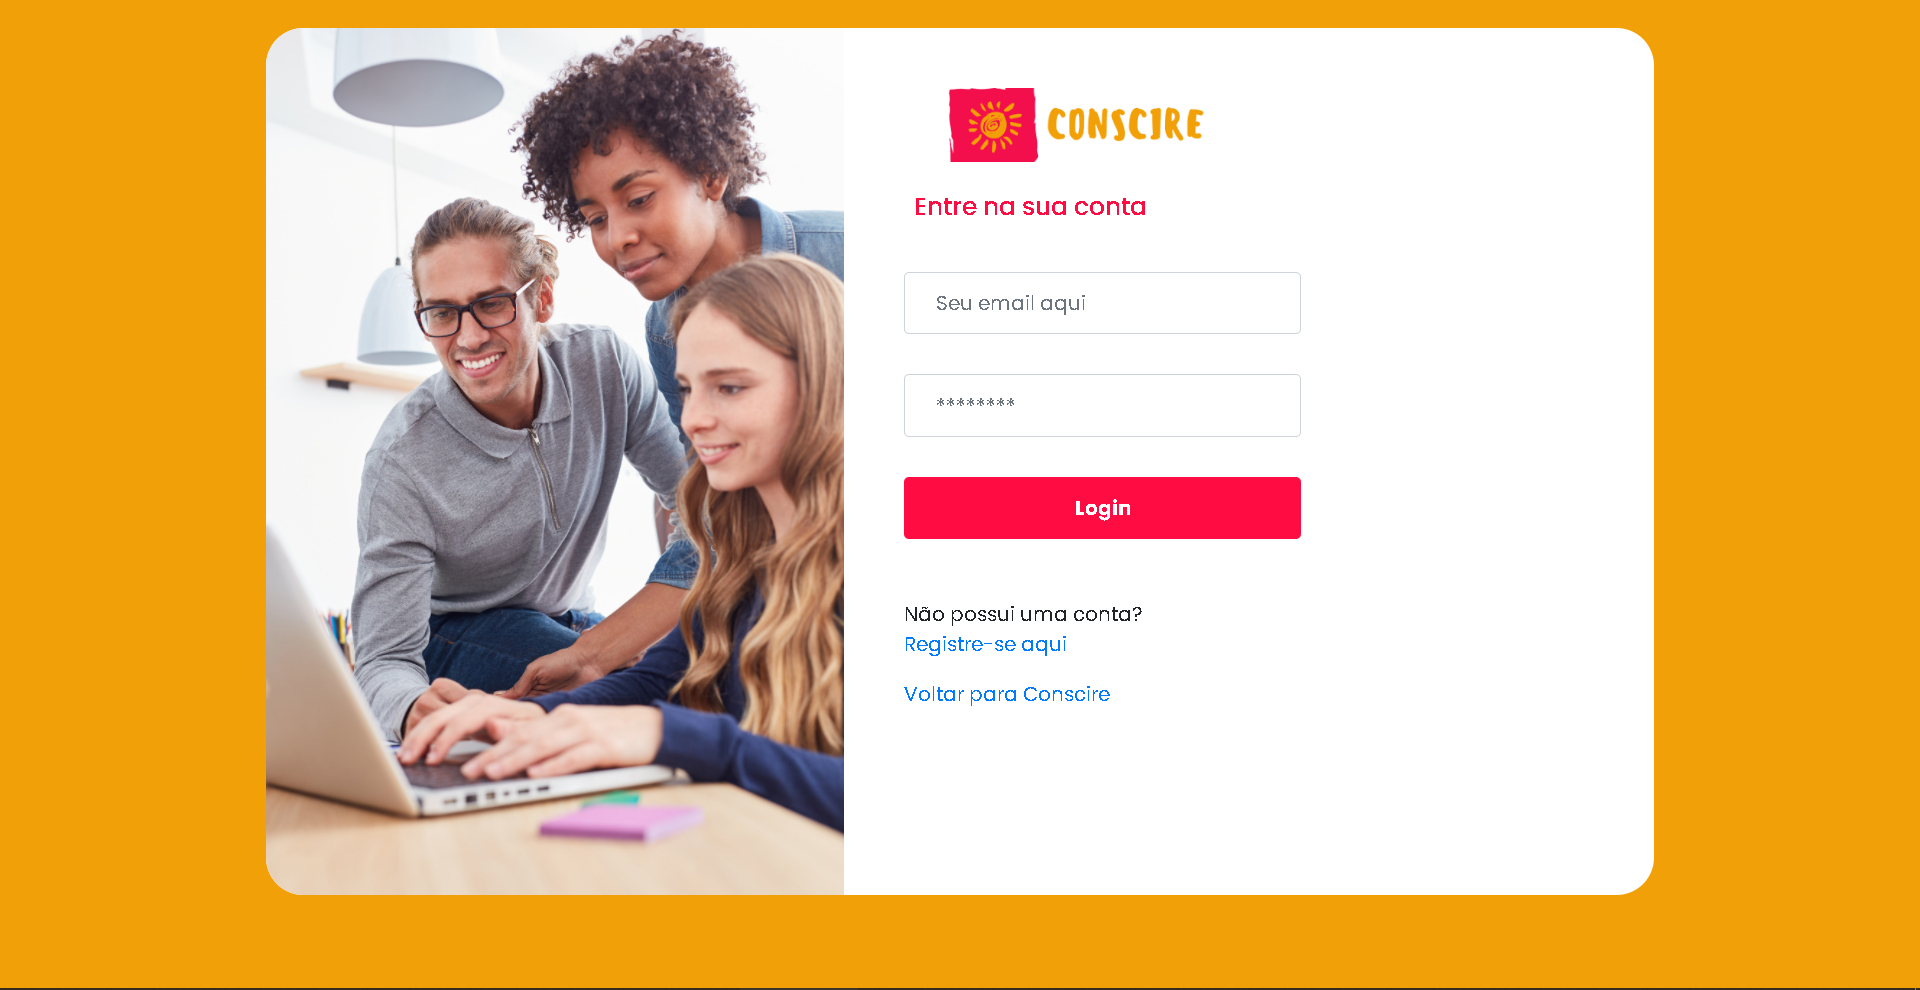 CONSCIRE
Entre na sua conta
Seu email aqui
********
Login
Não possui uma conta?
Registre-se aqui
Voltar para Conscire